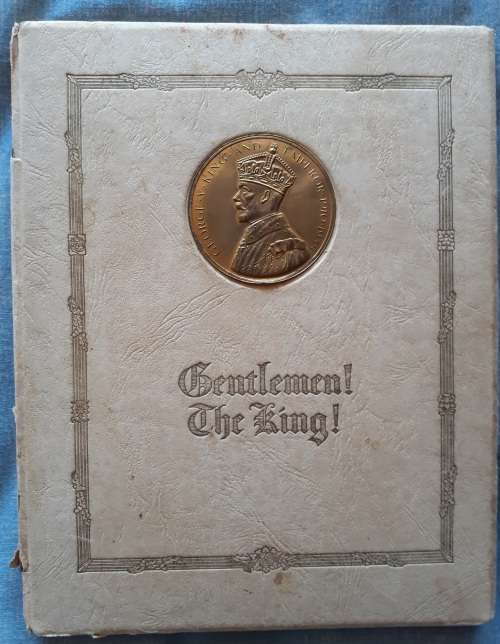 GEORGE V KING AND EMPEROR
Gentlemen!
The King!